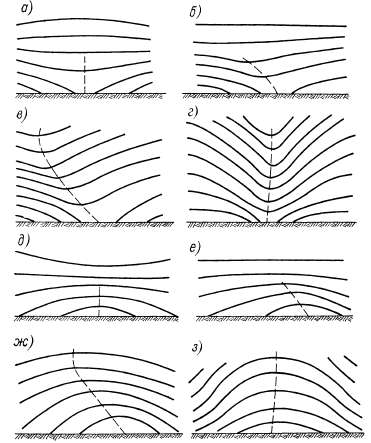 а) б)
в) г)
д) е)
ж) з)